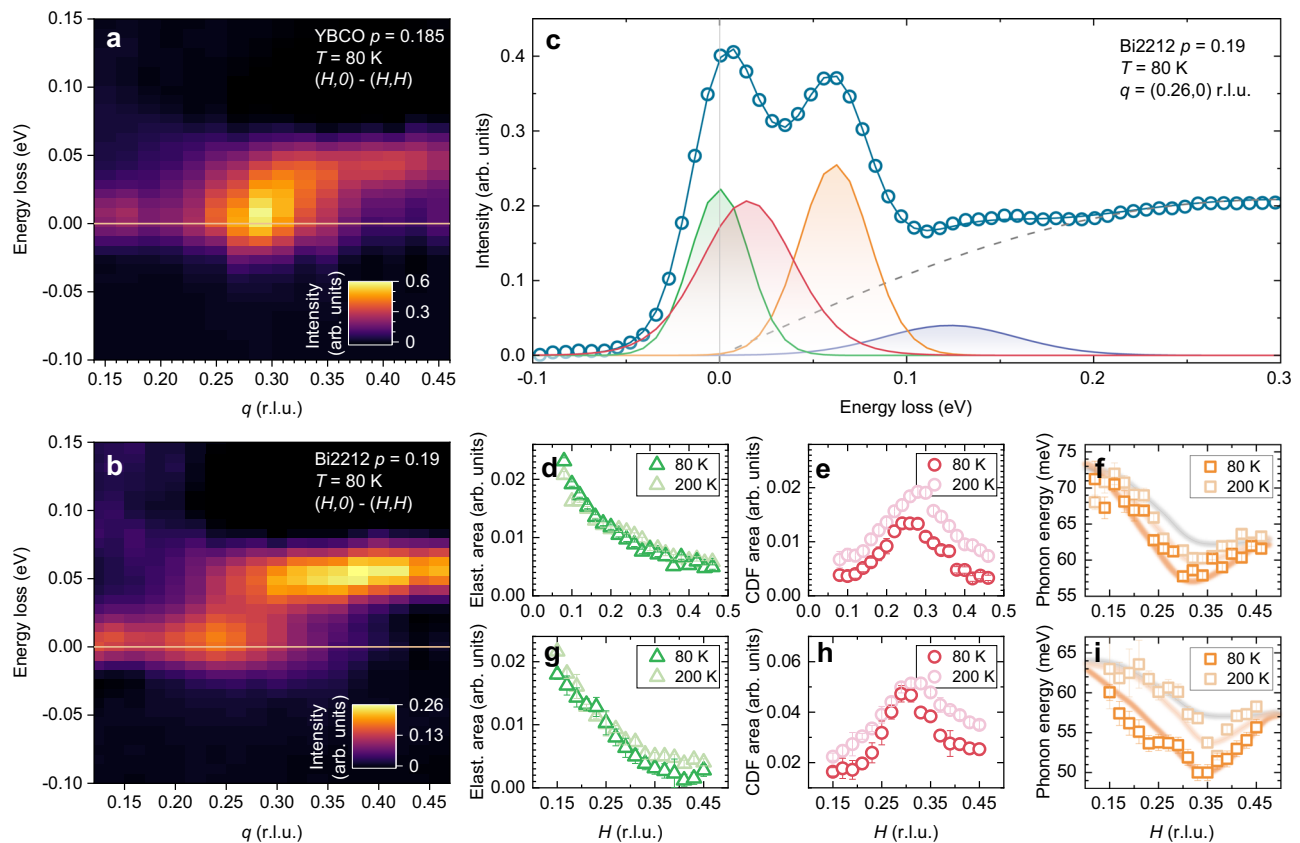 a
YBCO p = 0.185
T = 80 K
(H,0) - (H,H)
0.15
0.10
0.05
0.00
-0.05
-0.10
Energy loss (eV)
Intensity
(arb. units)
0.6
0.3
0
0.15 0.20 0.25 0.30 0.35 0.40 0.45
q (r.l.u.)
c
Bi2212 p = 0.19
T = 80 K
q = (0.26,0) r.l.u.
0.4
0.3
0.2
0.1
0.0
Intensity (arb. units)
-0.1 0.0 0.1 0.2 0.3
Energy loss (eV)
b
Bi2212 p = 0.19
T = 80 K
(H,0) - (H,H)
0.15
0.10
0.05
0.00
-0.05
-0.10
Energy loss (eV)
Intensity
(arb. units)
0.26
0.13
0
0.15 0.20 0.25 0.30 0.35 0.40 0.45
q (r.l.u.)
d
80 K
200 K
0.02
0.01
0.00
Elast. area (arb. units)
0.0 0.1 0.2 0.3 0.4 0.5
e
80 K
200 K
0.02
0.01
0.00
CDF area (arb. units)
0.0 0.1 0.2 0.3 0.4 0.5
f
80 K
200 K
75
70
65
60
55
Phonon energy (meV)
0.15 0.25 0.35 0.45
g
80 K
200 K
0.02
0.01
0.00
Elast. area (arb. units)
0.15 0.25 0.35 0.45
H (r.l.u.)
h
80 K
200 K
0.06
0.04
0.02
CDF area (arb. units)
0.15 0.25 0.35 0.45
H (r.l.u.)
i
80 K
200 K
65
60
55
50
Phonon energy (meV)
0.15 0.25 0.35 0.45
H (r.l.u.)